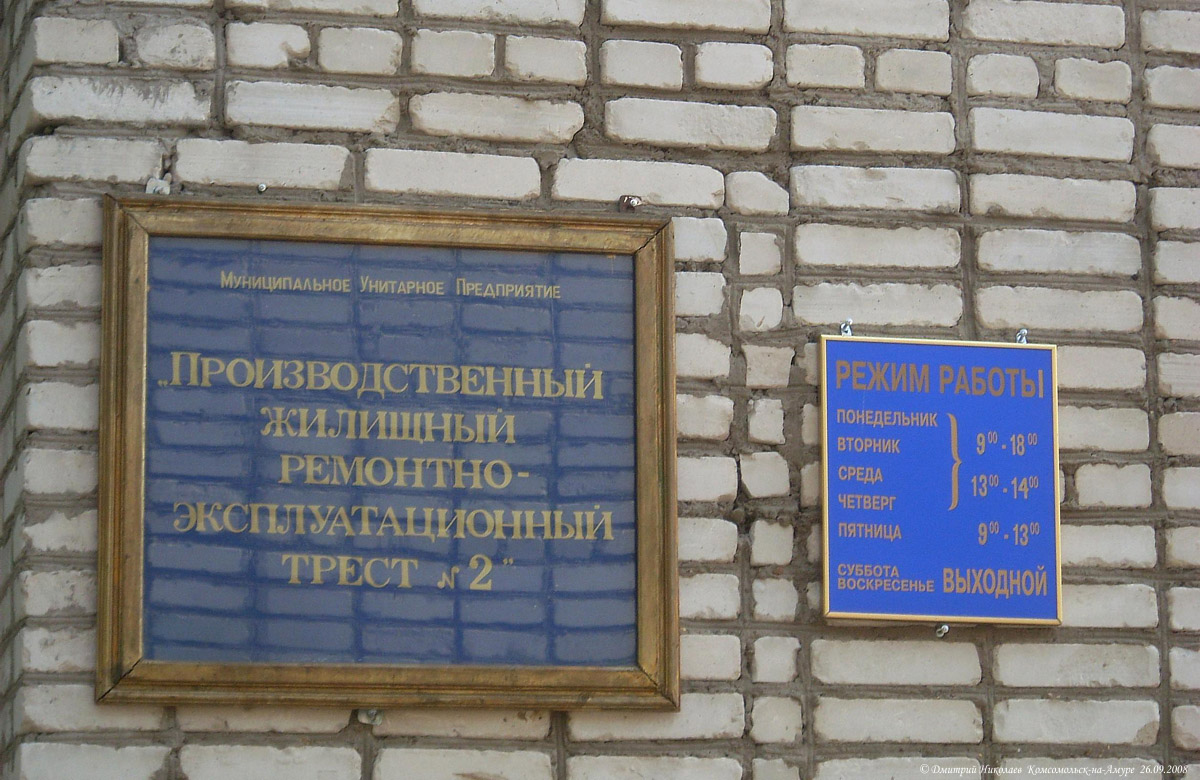 Муниципальное Унитарное Предприятие
„Производственный
жилищный
ремонтно-
эксплуатационный
трест №2"
РЕЖИМ РАБОТЫ
ПОНЕДЕЛЬНИК
ВТОРНИК
9⁰⁰ - 18⁰⁰
СРЕДА
13⁰⁰ - 14⁰⁰
ЧЕТВЕРГ
ПЯТНИЦА 9⁰⁰ - 13⁰⁰
СУББОТА
ВОСКРЕСЕНЬЕ ВЫХОДНОЙ
© Дмитрий Николаев Комсомольск-на-Амуре 26.09.2008